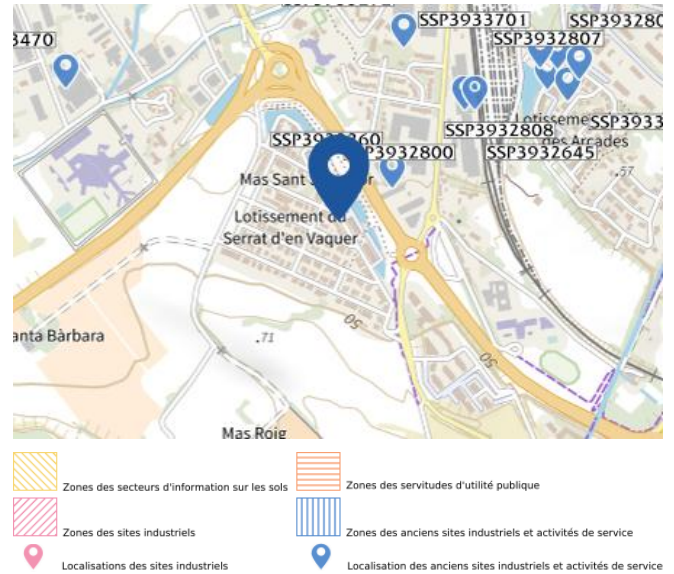 3470
SSP3933701
SSP3932807
SSP3932808
SSP3932800
SSP3932645
Lotissement du
Serrat d'en Vaquer
des Arcades
Mas Sant
.57
50
.71
50
anta Bàrbara
Mas Roig
Zones des secteurs d'information sur les sols
Zones des servitudes d'utilité publique
Zones des sites industriels
Zones des anciens sites industriels et activités de service
Localisations des sites industriels
Localisation des anciens sites industriels et activités de service